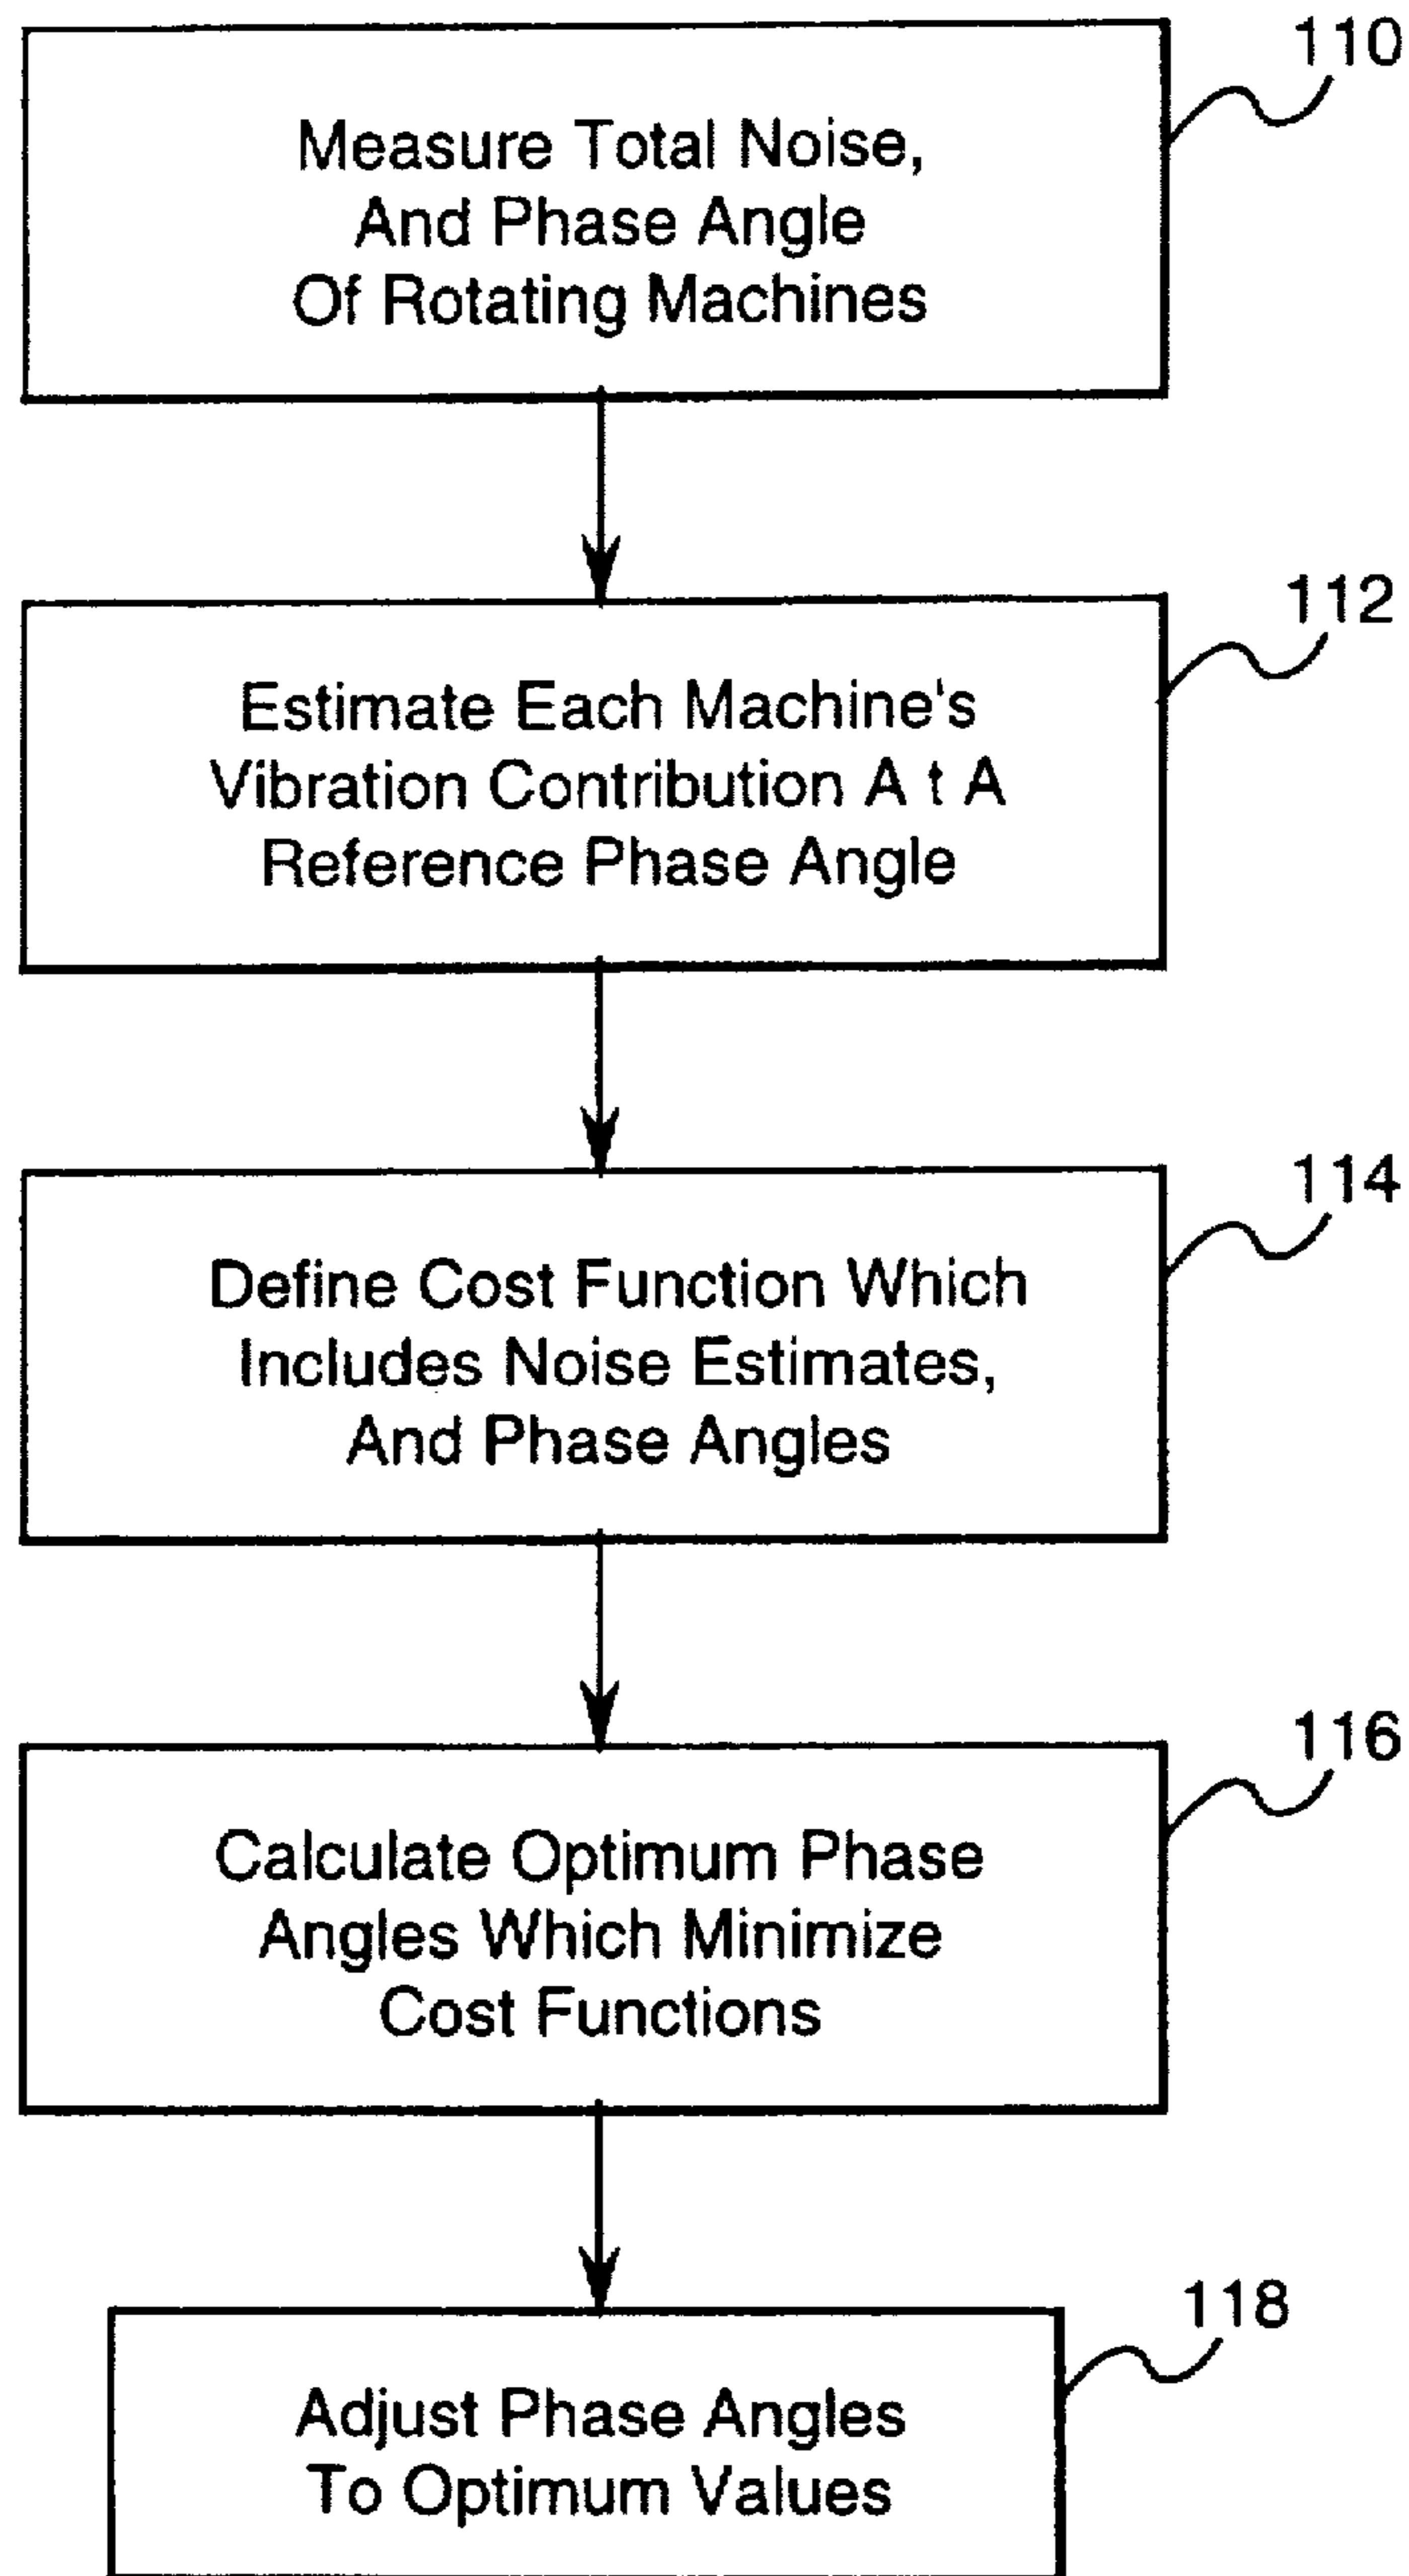 110
Measure Total Noise,
And Phase Angle
Of Rotating Machines
112
Estimate Each Machine's
Vibration Contribution A t A
Reference Phase Angle
114
Define Cost Function Which
Includes Noise Estimates,
And Phase Angles
116
Calculate Optimum Phase
Angles Which Minimize
Cost Functions
118
Adjust Phase Angles
To Optimum Values